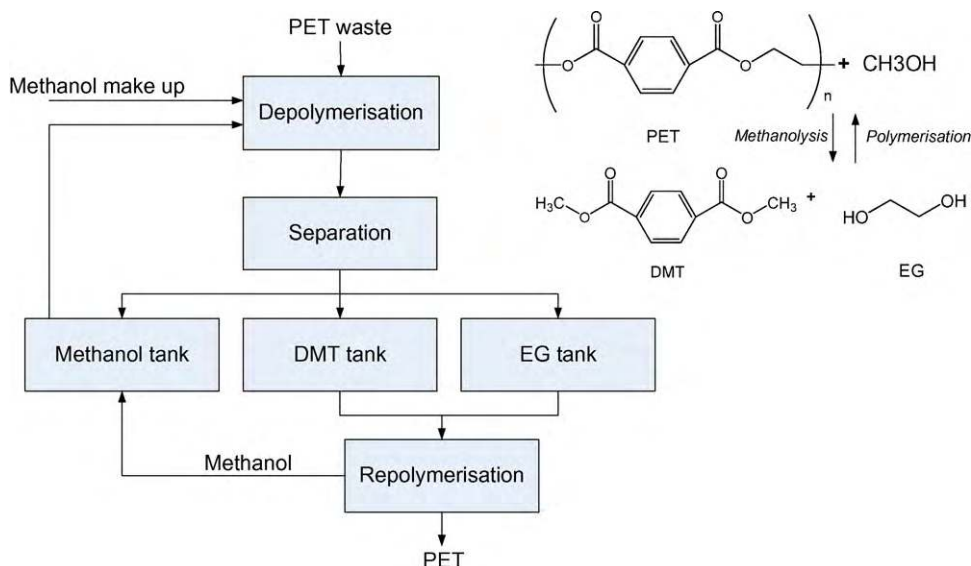 PET waste
Methanol make up
Depolymerisation
Separation
Methanol tank
DMT tank
EG tank
Methanol
Repolymerisation
PET
O
O
O
O
n
+ CH3OH
PET
Methanolysis
Polymerisation
O
O
H₃C
O
O
CH₃
+
HO
OH
DMT
EG